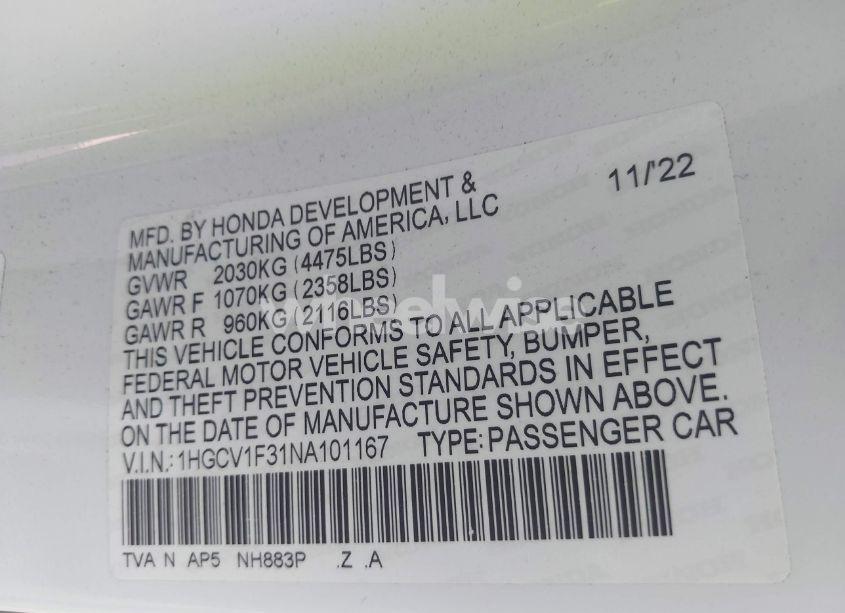 MFD. BY HONDA DEVELOPMENT & 11/'22
MANUFACTURING OF AMERICA, LLC
GVWR 2030KG (4475LBS)
GAWR F 1070KG (2358LBS)
GAWR R 960KG (2116LBS)
THIS VEHICLE CONFORMS TO ALL APPLICABLE
FEDERAL MOTOR VEHICLE SAFETY, BUMPER,
AND THEFT PREVENTION STANDARDS IN EFFECT
ON THE DATE OF MANUFACTURE SHOWN ABOVE.
V.I.N.: 1HGCV1F31NA101167 TYPE: PASSENGER CAR
TVA N AP5 NH883P .Z .A